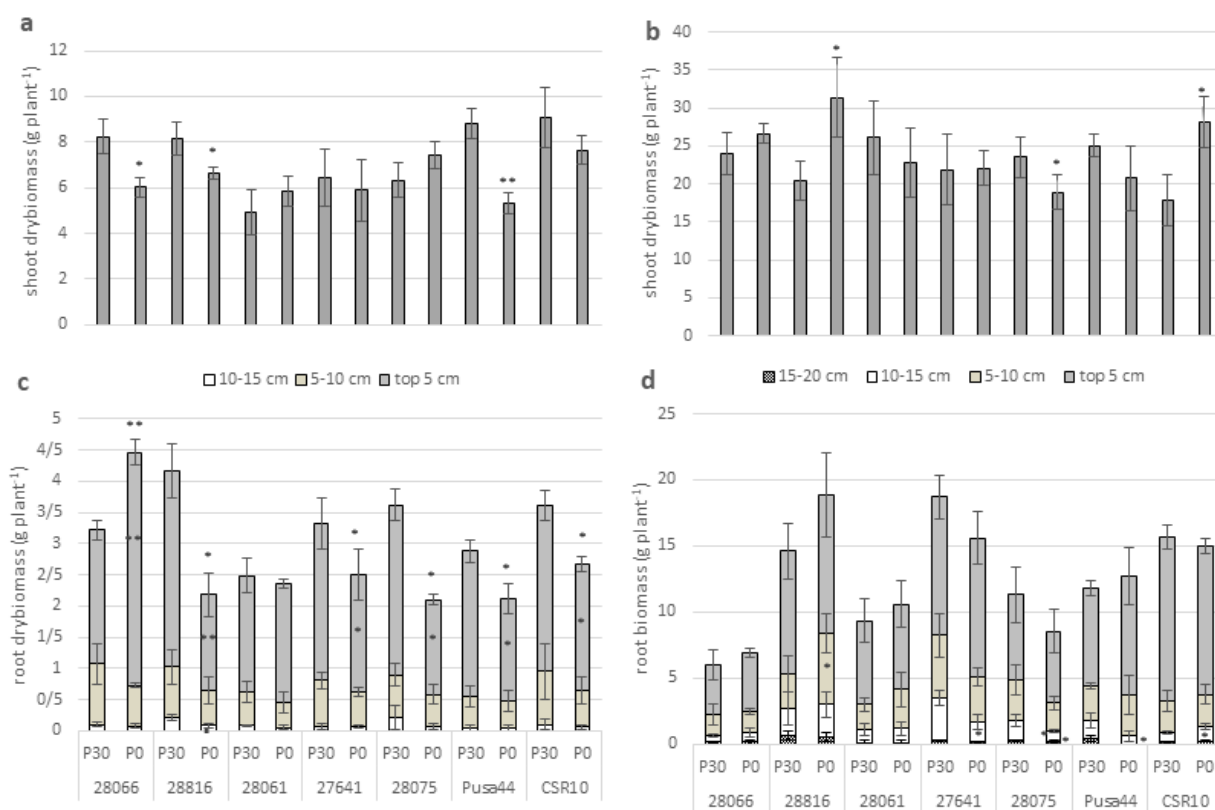 a
12
10
8
6
4
2
0
shoot drybiomass (g plant⁻¹)
* * **
b
40
35
30
25
20
15
10
5
0
shoot drybiomass (g plant⁻¹)
* * *
c
10-15 cm 5-10 cm top 5 cm
5
4/5
4
3/5
3
2/5
2
1/5
1
0/5
0
root drybiomass (g plant⁻¹)
** ** * ** * * * * * * * * * *
P30 P0 P30 P0 P30 P0 P30 P0 P30 P0 P30 P0 P30 P0
28066 28816 28061 27641 28075 Pusa44 CSR10
d
15-20 cm 10-15 cm 5-10 cm top 5 cm
25
20
15
10
5
0
root biomass (g plant⁻¹)
* * * * * *
P30 P0 P30 P0 P30 P0 P30 P0 P30 P0 P30 P0 P30 P0
28066 28816 28061 27641 28075 Pusa44 CSR10